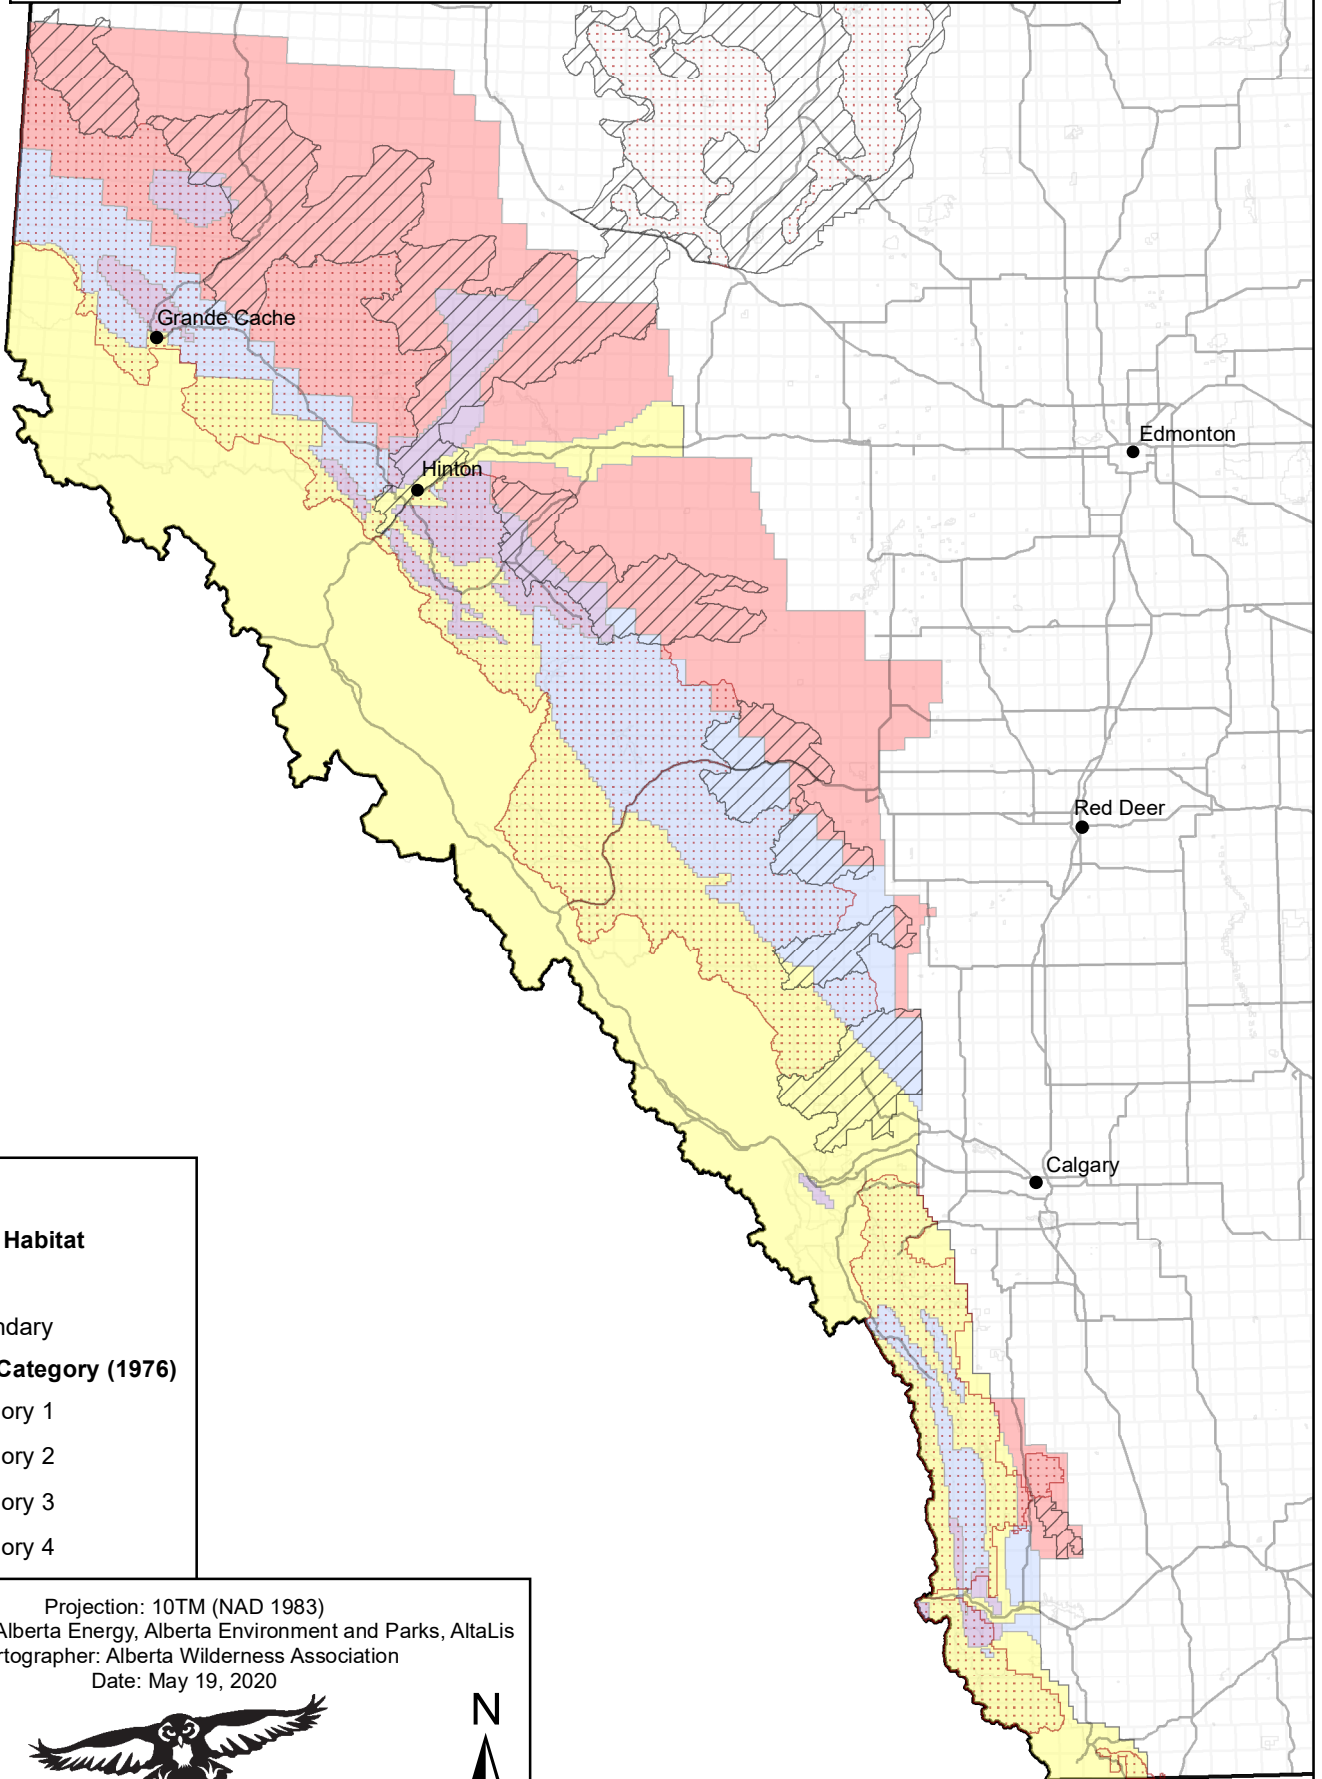 Grande Cache
Edmonton
Hinton
Red Deer
Calgary
Habitat
ndary
Category (1976)
ory 1
ory 2
ory 3
ory 4
Projection: 10TM (NAD 1983)
Alberta Energy, Alberta Environment and Parks, AltaLis
rtographer: Alberta Wilderness Association
Date: May 19, 2020
N